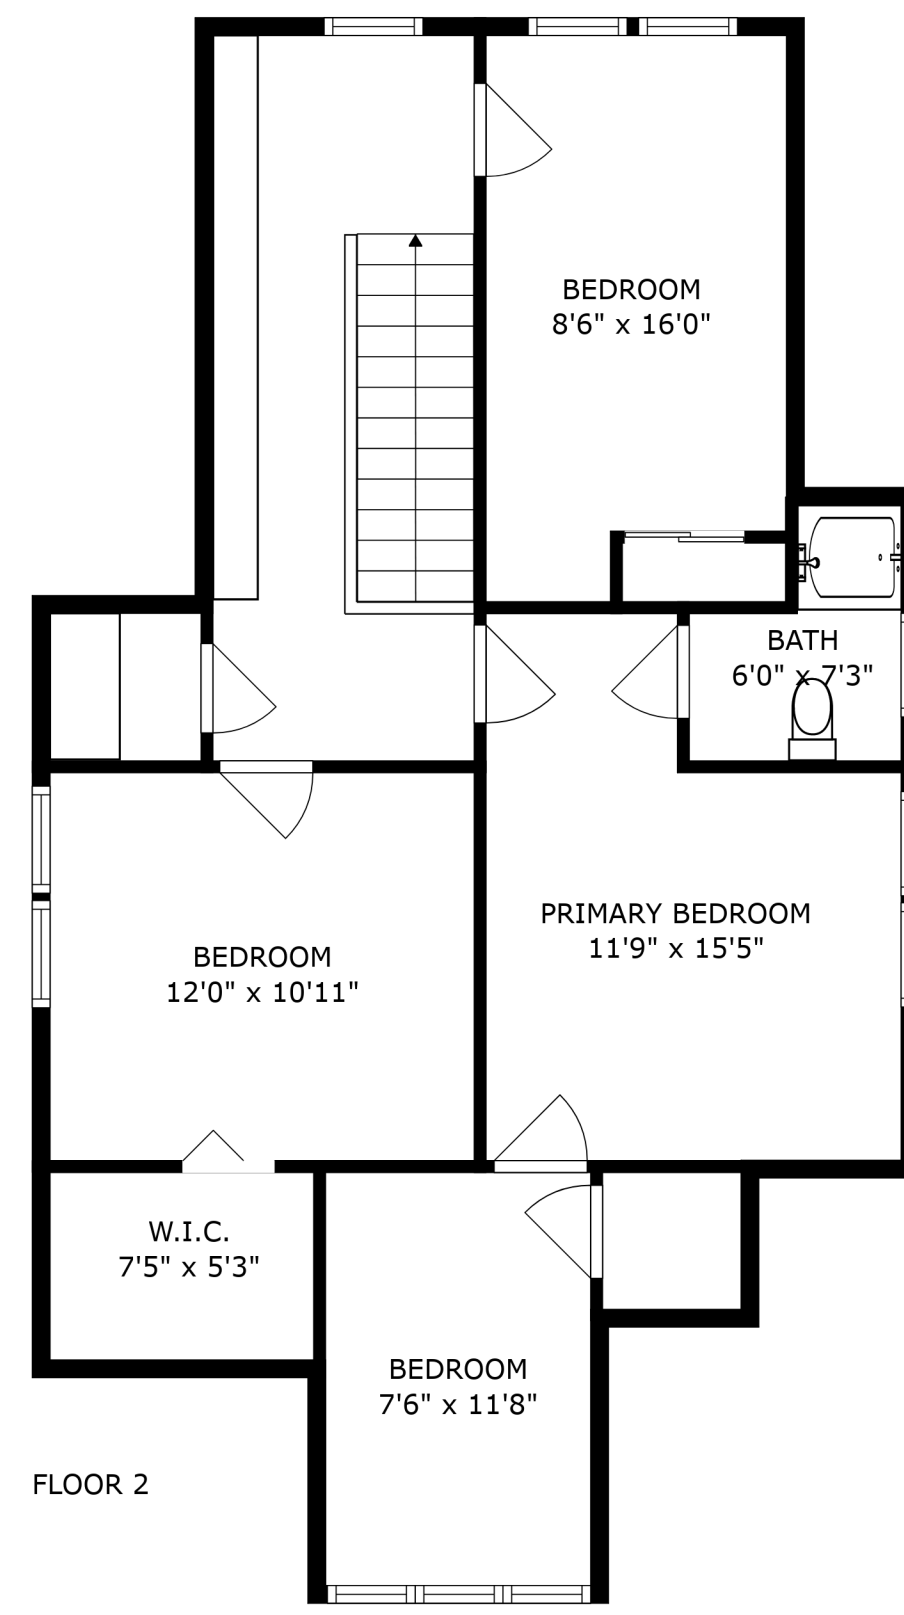 BEDROOM
8'6" x 16'0"
BATH
6'0" x 7'3"
PRIMARY BEDROOM
11'9" x 15'5"
BEDROOM
12'0" x 10'11"
W.I.C.
7'5" x 5'3"
BEDROOM
7'6" x 11'8"
FLOOR 2